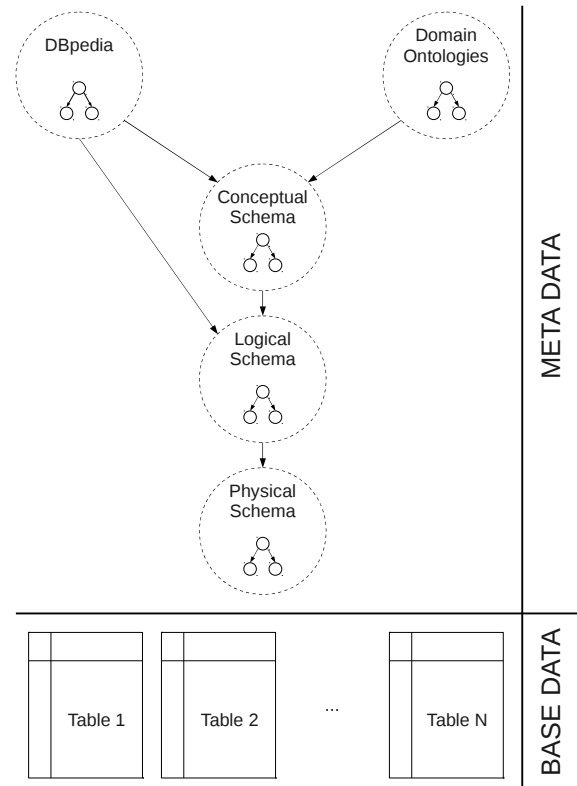 DBpedia
Domain
Ontologies
Conceptual
Schema
Logical
Schema
Physical
Schema
META DATA
Table 1
Table 2
...
Table N
BASE DATA